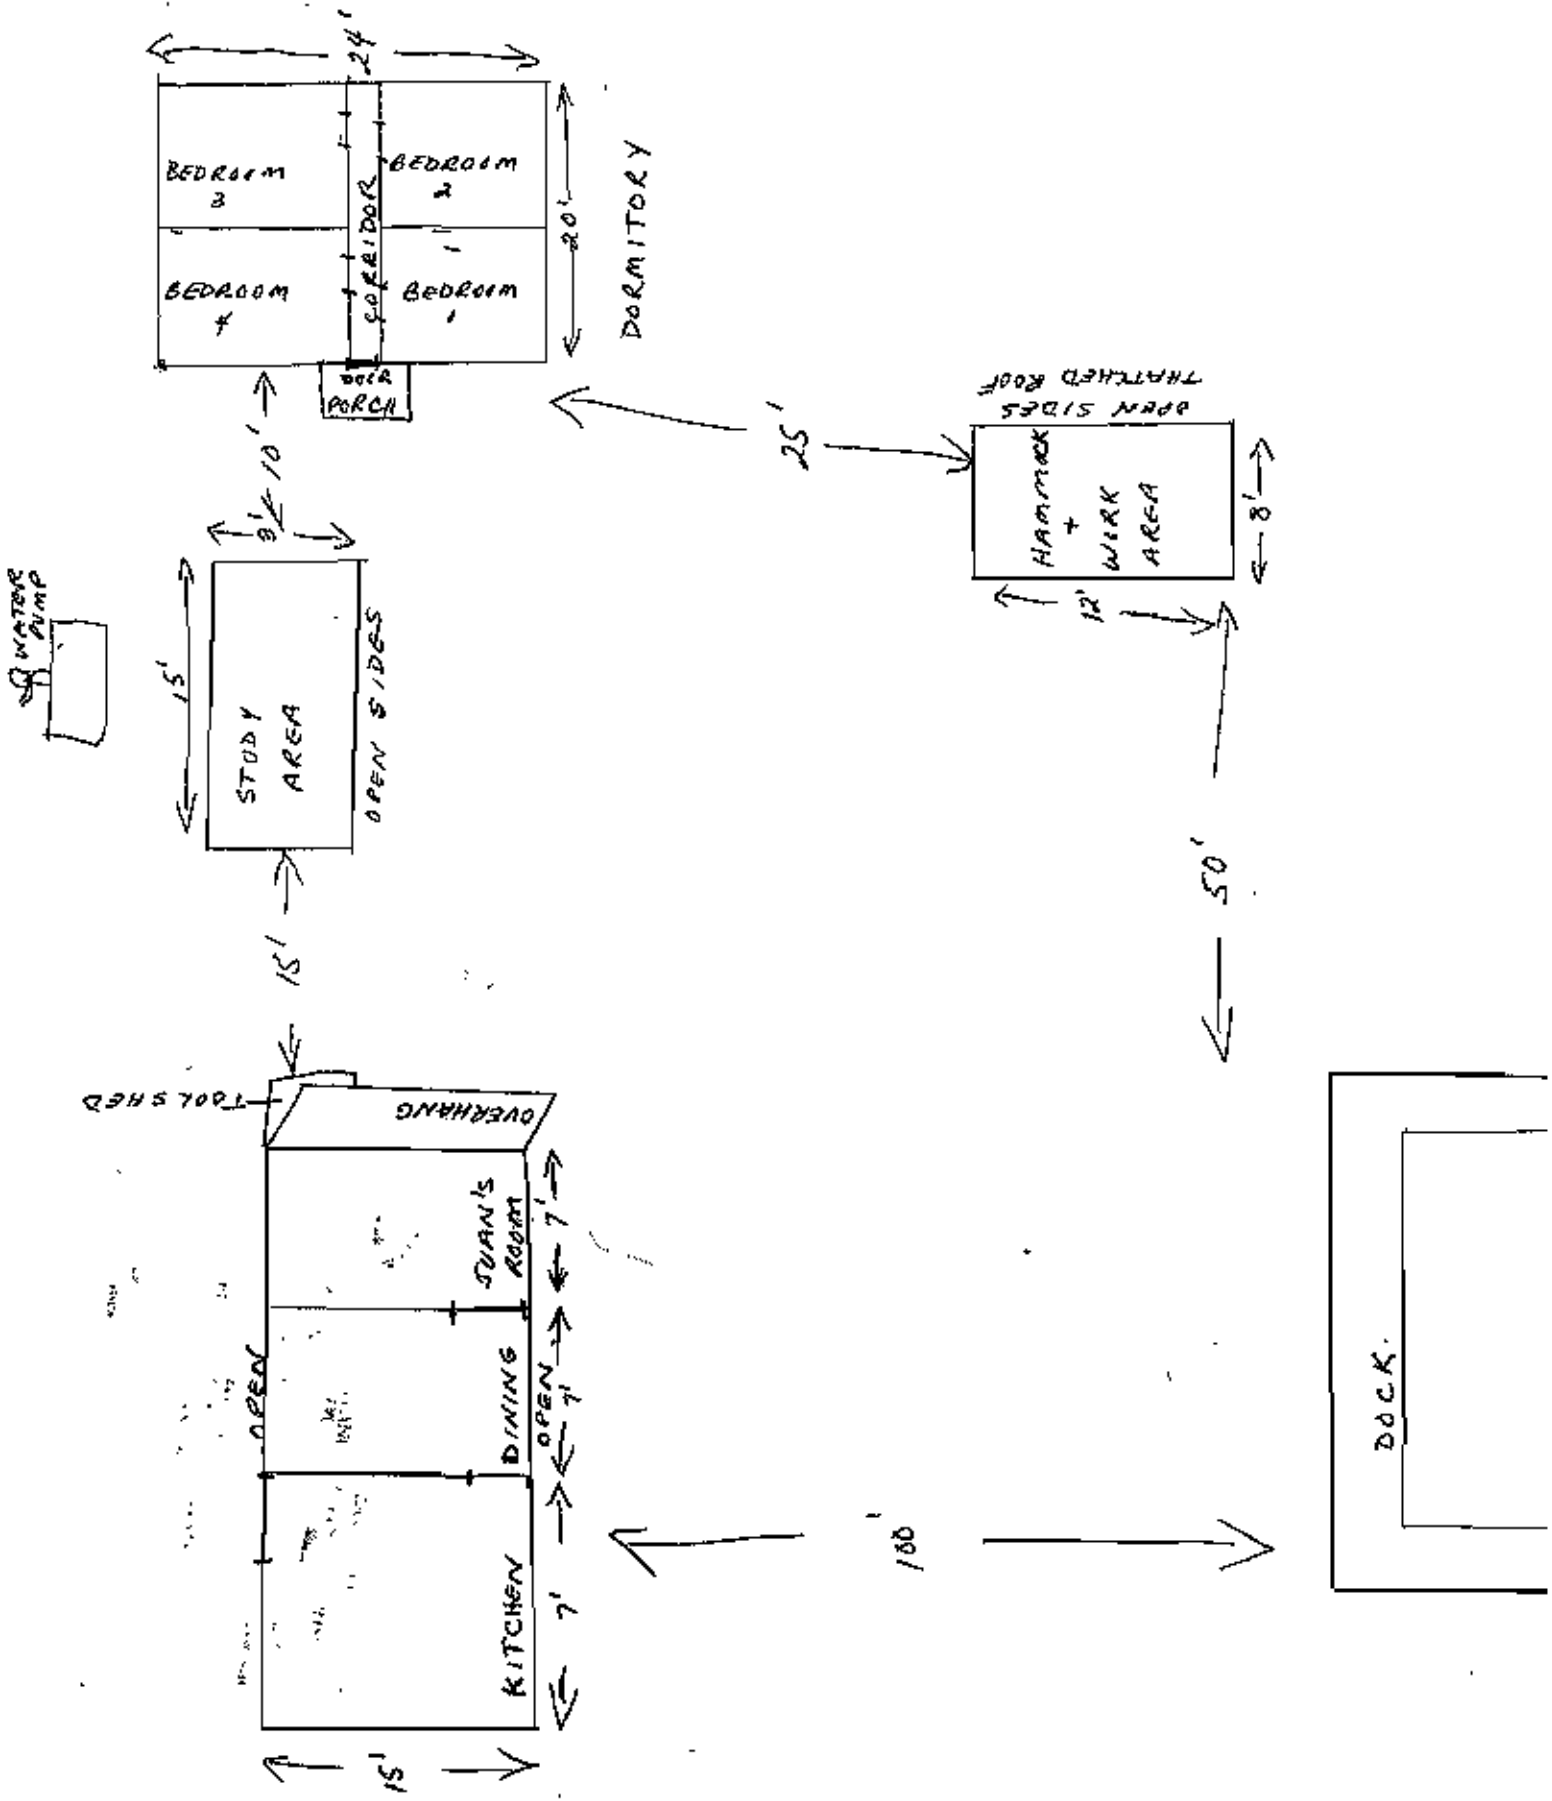 24'
BEDROOM
3
BEDROOM
2
CORRIDOR
BEDROOM
4
BEDROOM
1
20'
DORMITORY
DOOR
PORCH
10'
25'
OPEN SIDES
THATCHED ROOF
HAMMOCK
+
WORK
AREA
8'
12'
WATER
PUMP
15'
8'
STUDY
AREA
OPEN SIDES
15'
50'
TOOL SHED
OVERHANG
JUAN'S
ROOM
7'
OPEN
DINING
OPEN
7'
KITCHEN
7'
15'
100'
DOCK.